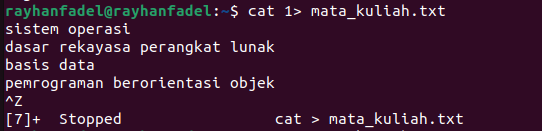 rayhanfadel@rayhanfadel:~$ cat 1> mata_kuliah.txt
sistem operasi
dasar rekayasa perangkat lunak
basis data
pemrograman berorientasi objek
^Z
[7]+  Stopped                 cat > mata_kuliah.txt